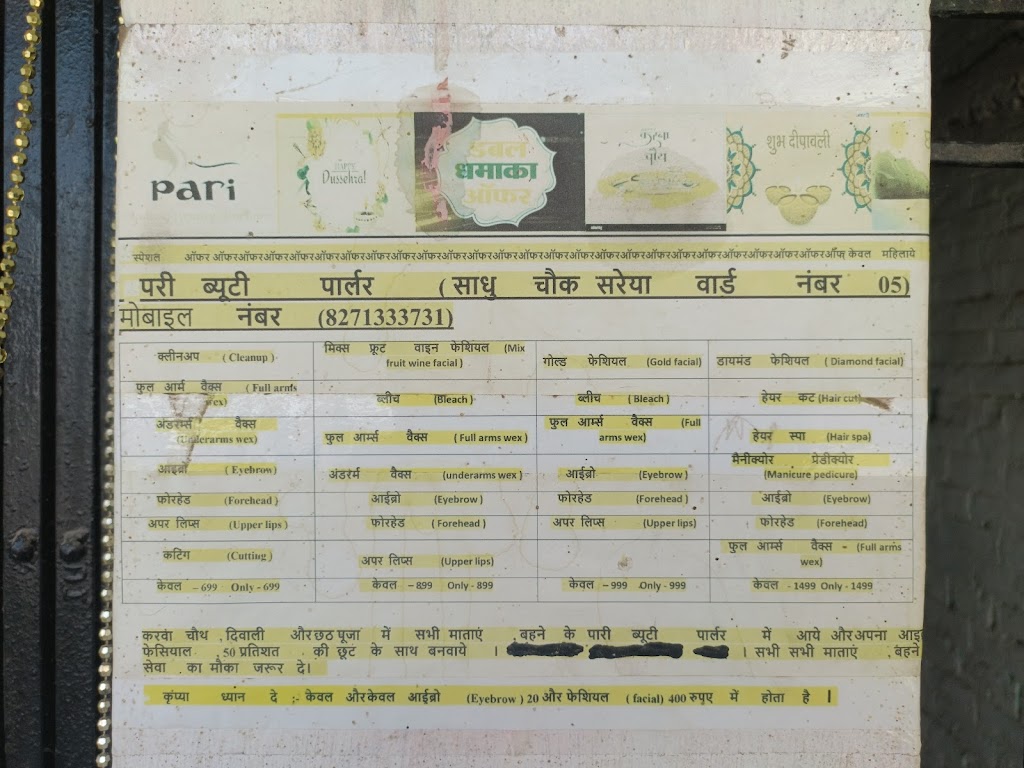 pari
HAPPY
Dussehra!
डबल
धमाका
ऑफर
करवा
चौथ
शुभ दीपावली
स्पेशल ऑफर ऑफरऑफरऑफरऑफरऑफरऑफरऑफरऑफरऑफरऑफरऑफरऑफरऑफरऑफरऑफरऑफरऑफरऑफरऑफरऑफरऑफरऑफरऑफरऑफरऑफ् केवल महिलाये
परी ब्यूटी पार्लर ( साधु चौक सरेया वार्ड नंबर 05)
मोबाइल नंबर (8271333731)
क्लीनअप ( Cleanup ) मिक्स फ्रूट वाइन फेशियल (Mix fruit wine facial ) गोल्ड फेशियल (Gold facial) डायमंड फेशियल ( Diamond facial)
फुल आर्म वैक्स ( Full arms wex) ब्लीच (Bleach ) ब्लीच ( Bleach ) हेयर कट (Hair cut)
अंडरर्म्स वैक्स (Underarms wex) फुल आर्म्स वैक्स ( Full arms wex ) फुल आर्म्स वैक्स (Full arms wex) हेयर स्पा (Hair spa)
आईब्रो ( Eyebrow ) अंडरर्म वैक्स (underarms wex ) आईब्रो ( Eyebrow ) मैनीक्योर प्रेडीक्योर (Manicure pedicure)
फोरहेड (Forehead ) आईब्रो (Eyebrow ) फोरहेड (Forehead ) आईब्रो (Eyebrow)
अपर लिप्स (Upper lips ) फोरहेड ( Forehead ) अपर लिप्स (Upper lips) फोरहेड (Forehead)
कटिंग (Cutting ) अपर लिप्स (Upper lips) फुल आर्म्स वैक्स - (Full arms wex)
केवल – 699 Only - 699 केवल – 899 Only - 899 केवल – 999 Only - 999 केवल - 1499 Only - 1499
करवा चौथ ,दिवाली और छठ पूजा में सभी माताएं ,बहने के पारी ब्यूटी पार्लर में आये और अपना आइ
फेसियाल ,50 प्रतिशत की छूट के साथ बनवाये । । सभी सभी माताएं ,बहने
सेवा का मौका जरूर दे।
कृप्या ध्यान दे ;- केवल औरकेवल आईब्रो (Eyebrow ) 20 और फेशियल ( facial) 400 रुपए में होता है ।